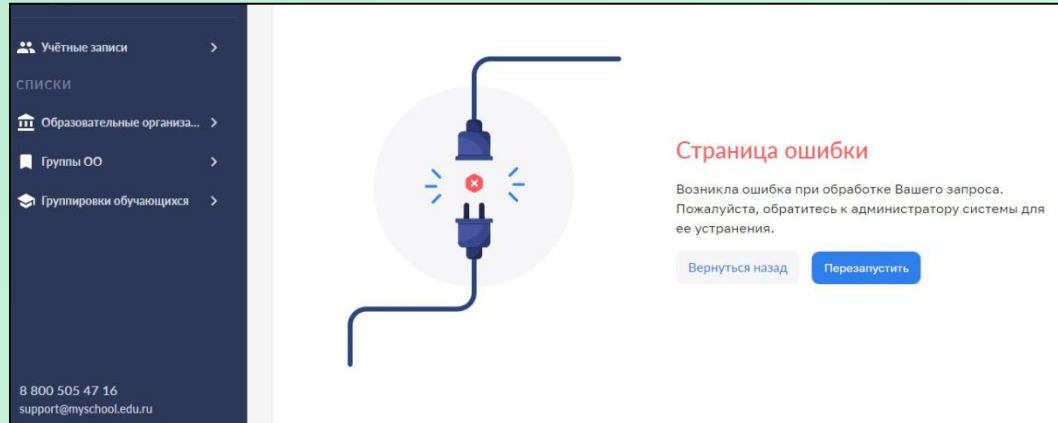 Учётные записи
СПИСКИ
Образовательные организа...
Группы ОО
Группировки обучающихся
8 800 505 47 16
support@myschool.edu.ru
Страница ошибки
Возникла ошибка при обработке Вашего запроса.
Пожалуйста, обратитесь к администратору системы для
ее устранения.
Вернуться назад
Перезапустить